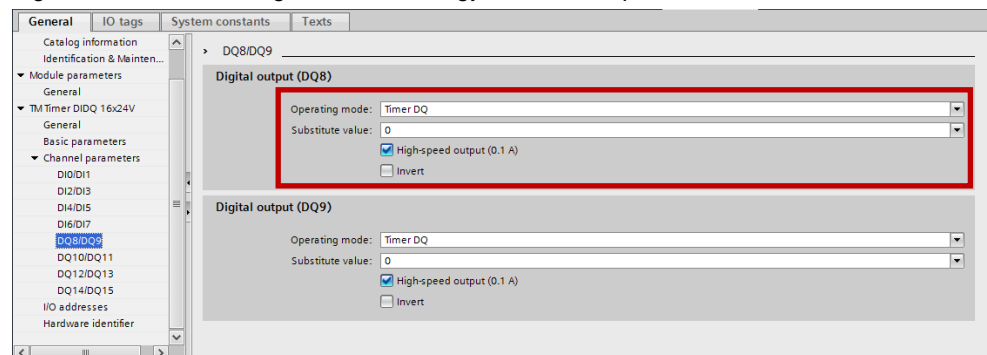 General IO tags System constants Texts
Catalog information
Identification & Mainten...
Module parameters
General
TM Timer DIDQ 16x24V
General
Basic parameters
Channel parameters
DI0/DI1
DI2/DI3
DI4/DI5
DI6/DI7
DQ8/DQ9
DQ10/DQ11
DQ12/DQ13
DQ14/DQ15
I/O addresses
Hardware identifier
DQ8/DQ9
Digital output (DQ8)
Operating mode: Timer DQ
Substitute value: 0
High-speed output (0.1 A)
Invert
Digital output (DQ9)
Operating mode: Timer DQ
Substitute value: 0
High-speed output (0.1 A)
Invert